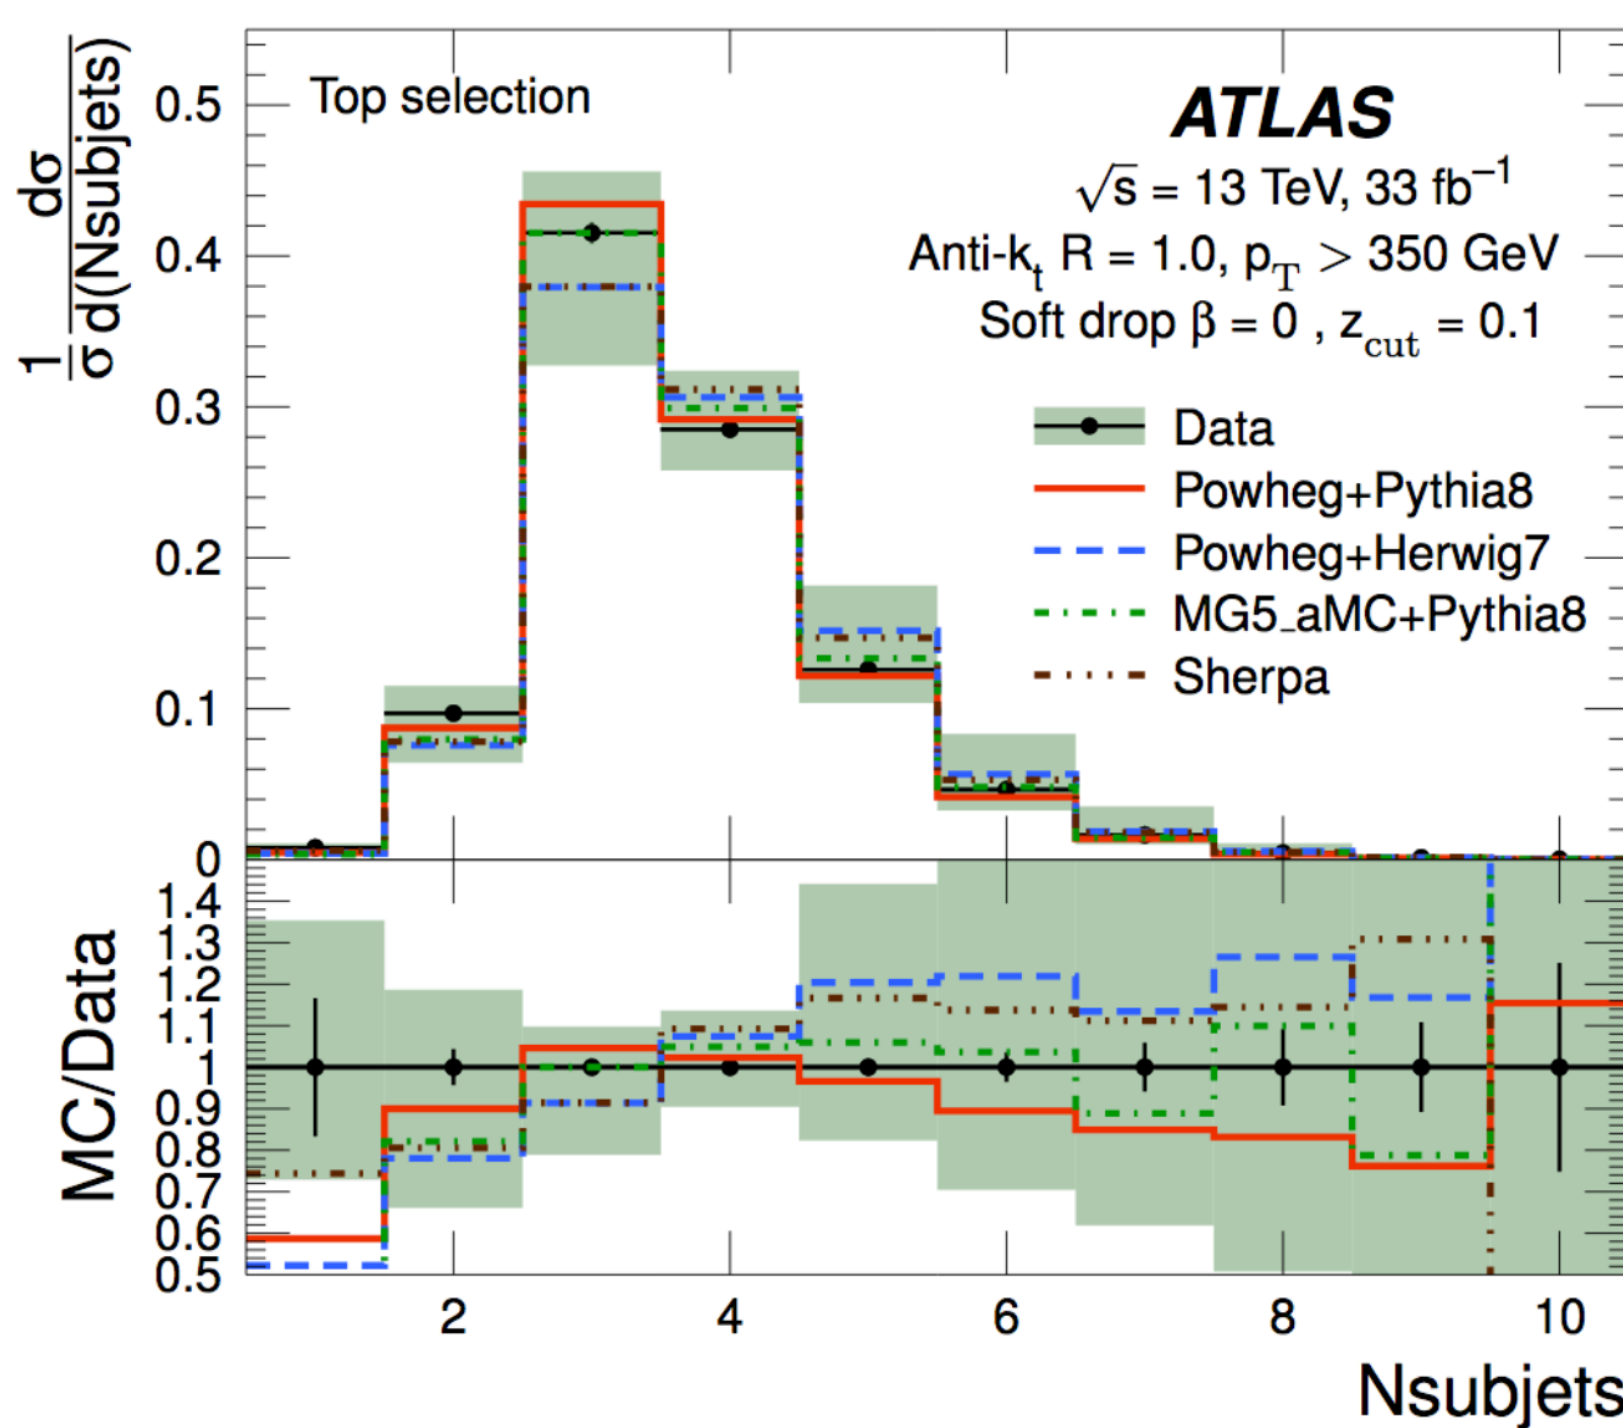 Top selection
ATLAS
√s = 13 TeV, 33 fb⁻¹
Anti-kₜ R = 1.0, p_T > 350 GeV
Soft drop β = 0 , z_cut = 0.1
Data
Powheg+Pythia8
Powheg+Herwig7
MG5_aMC+Pythia8
Sherpa
1/σ dσ/d(Nsubjets)
0.5
0.4
0.3
0.2
0.1
0
MC/Data
1.4
1.3
1.2
1.1
1
0.9
0.8
0.7
0.6
0.5
2 4 6 8 10
Nsubjets